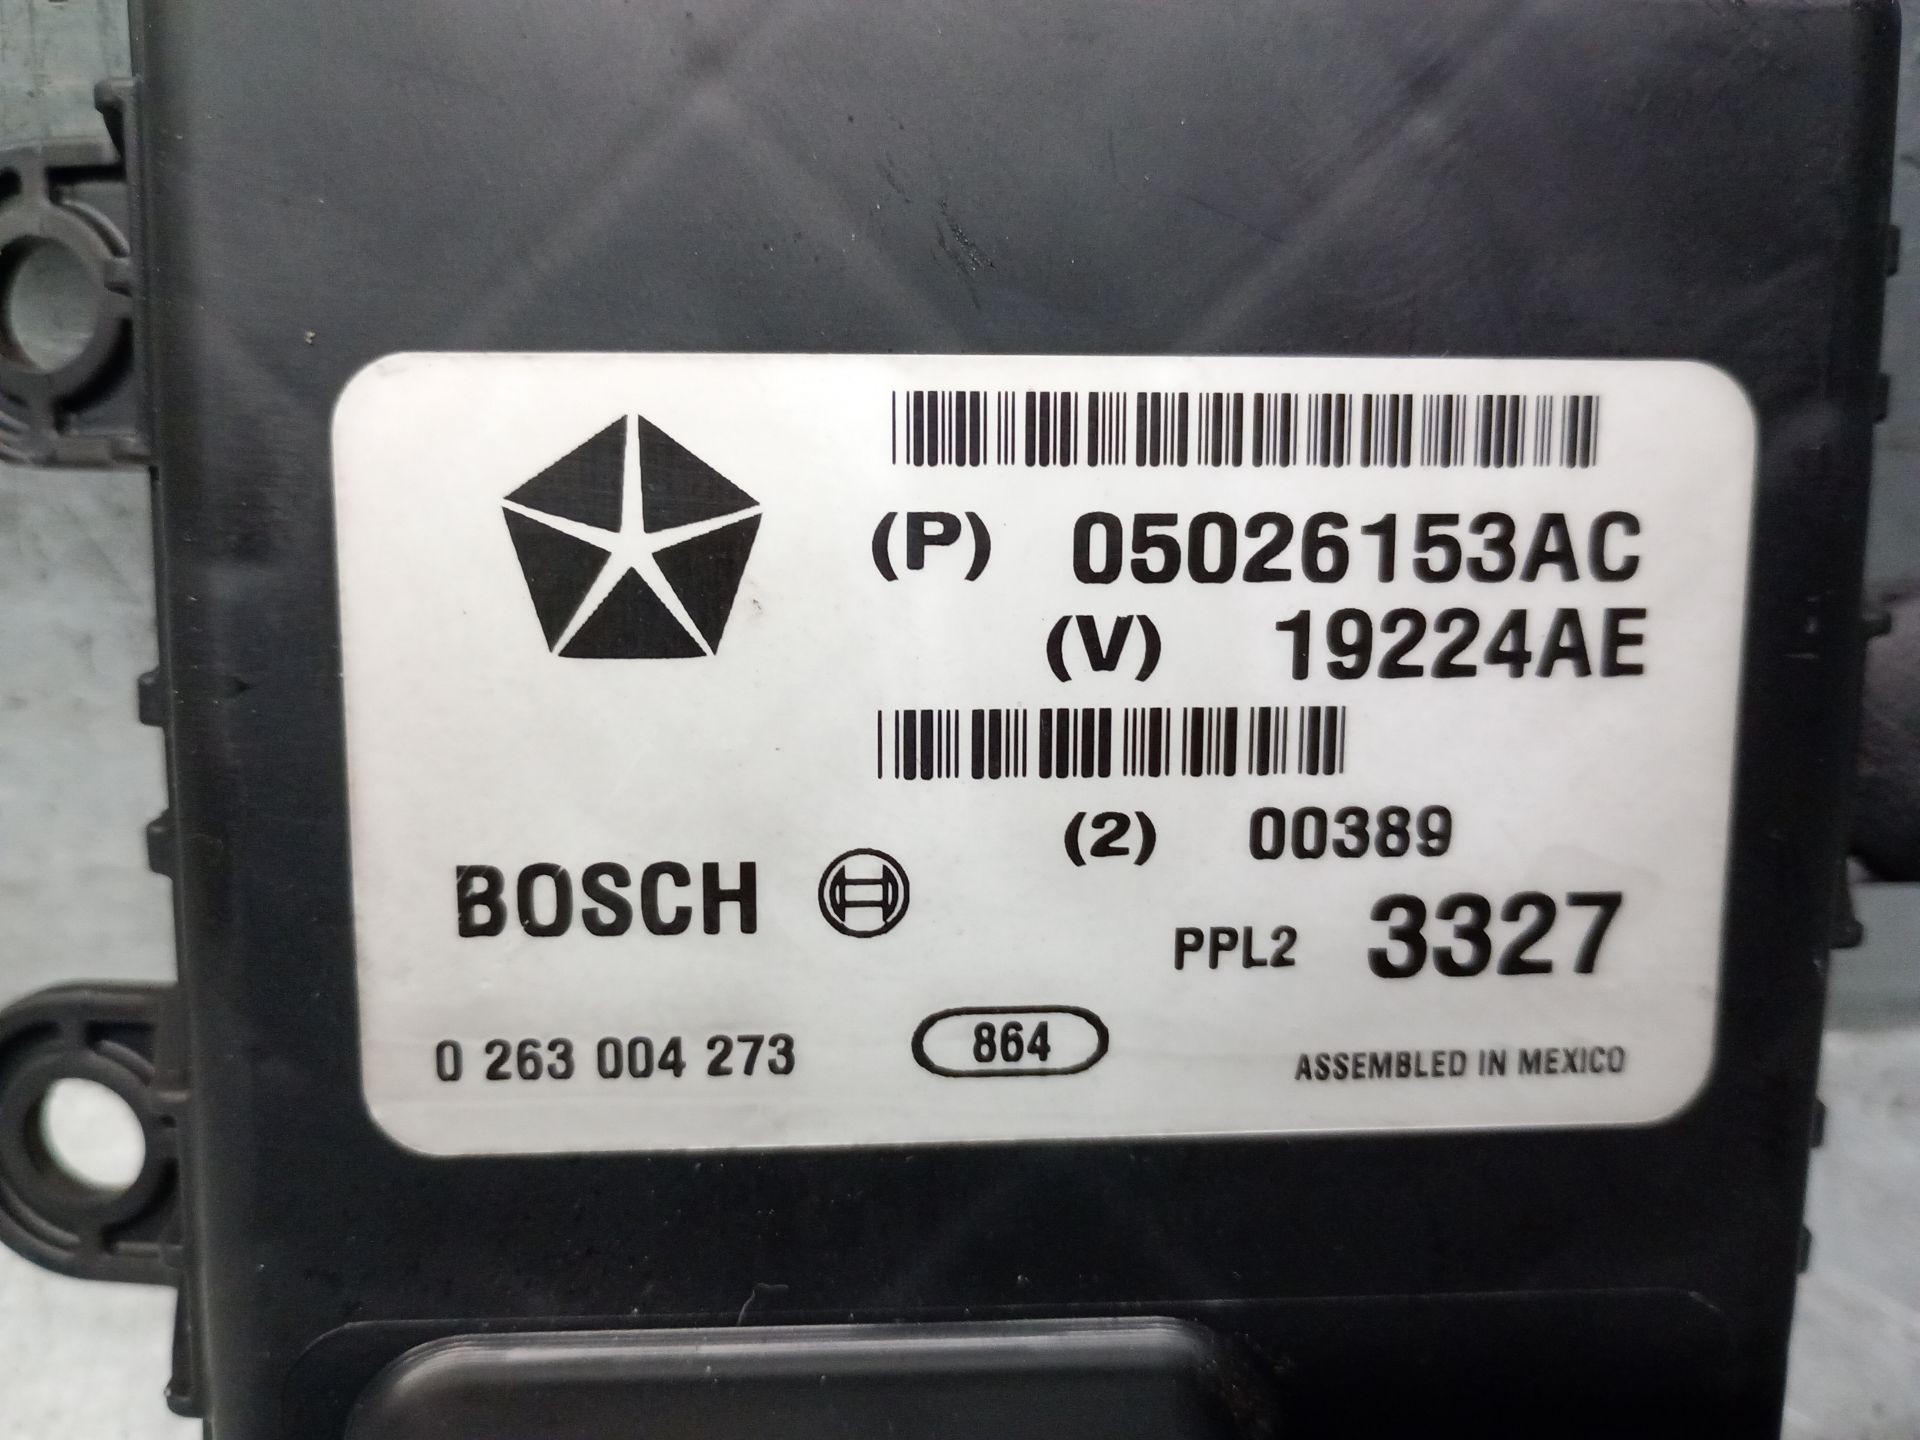 (P) 05026153AC
(V) 19224AE
(2) 00389
BOSCH
PPL2 3327
0 263 004 273
864
ASSEMBLED IN MEXICO